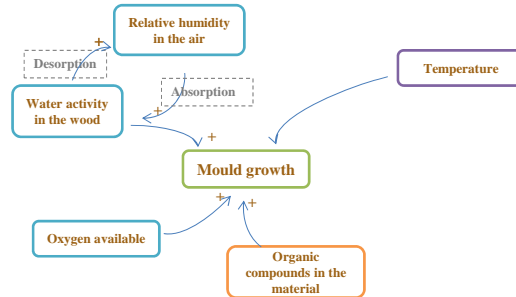 Relative humidity
in the air
+
Desorption
Temperature
Absorption
Water activity
in the wood
+
+
Mould growth
+
+
Oxygen available
Organic
compounds in the
material